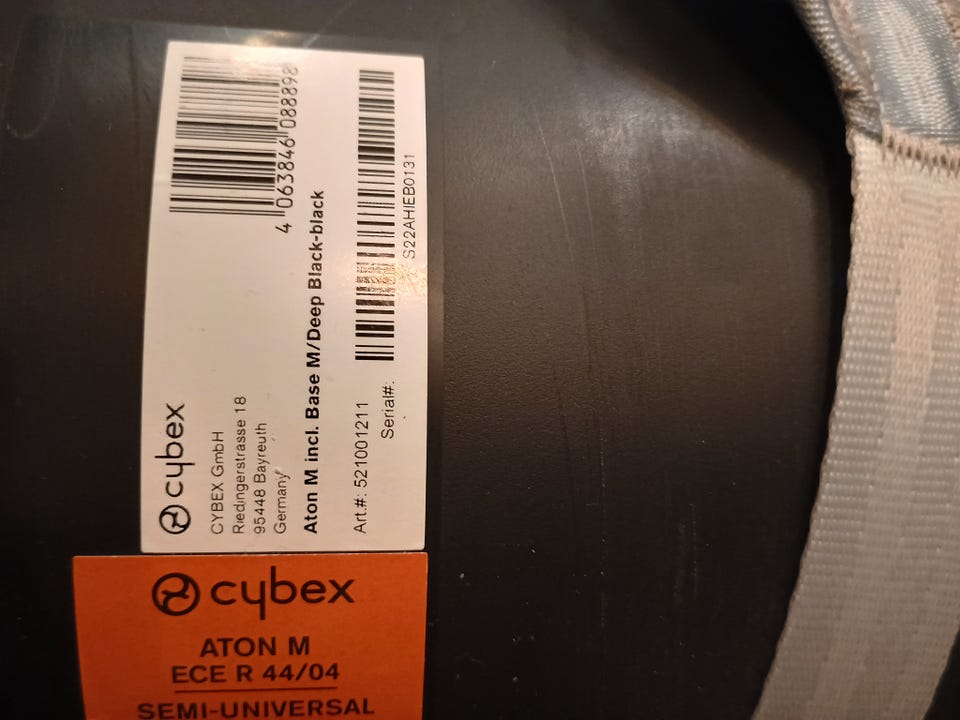 cybex
CYBEX GmbH
Riedingerstrasse 18
95448 Bayreuth
Germany
4 063846 088898
Aton M incl. Base M/Deep Black-black
Art.#: 521001211
Serial#:
S22AHIEB0131
cybex
ATON M
ECE R 44/04
SEMI-UNIVERSAL